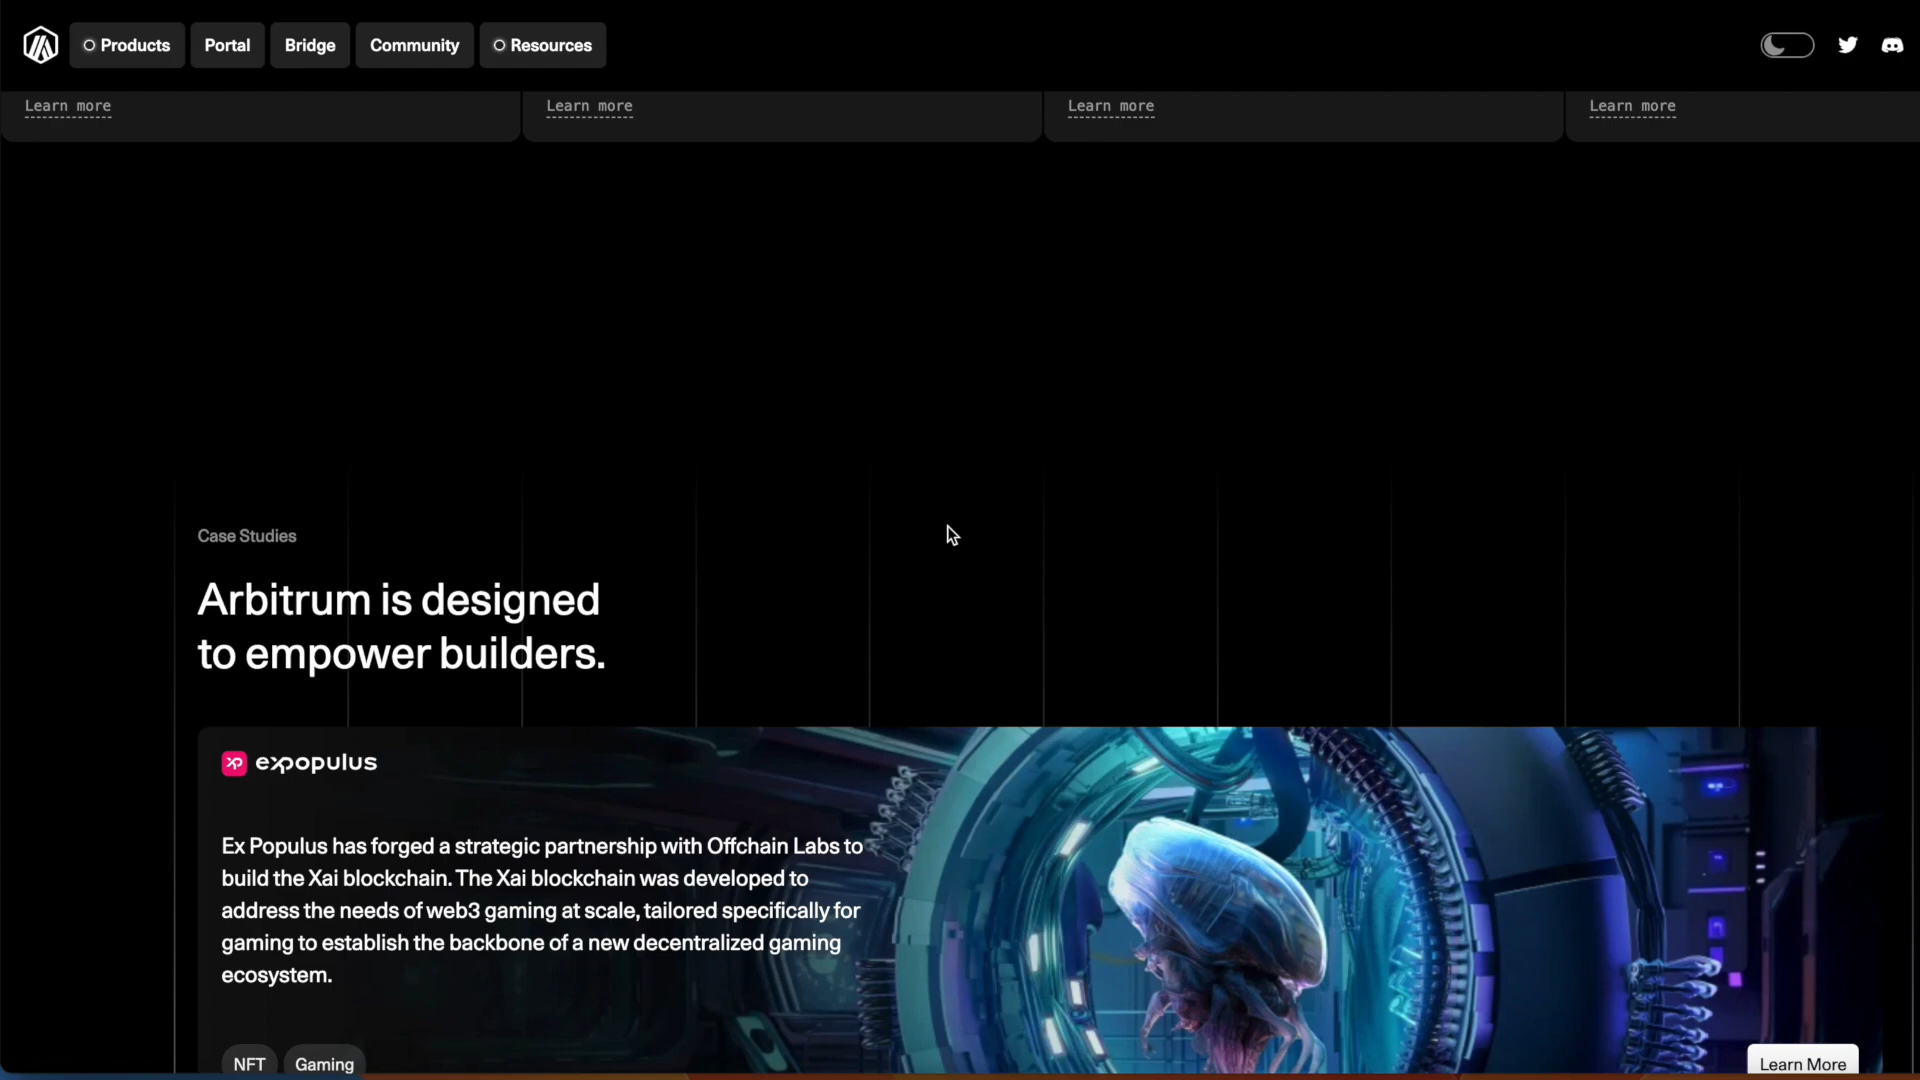 Products Portal Bridge Community Resources
Learn more Learn more Learn more Learn more
Case Studies
Arbitrum is designed
to empower builders.
xp expopulus
Ex Populus has forged a strategic partnership with Offchain Labs to
build the Xai blockchain. The Xai blockchain was developed to
address the needs of web3 gaming at scale, tailored specifically for
gaming to establish the backbone of a new decentralized gaming
ecosystem.
NFT Gaming Learn More